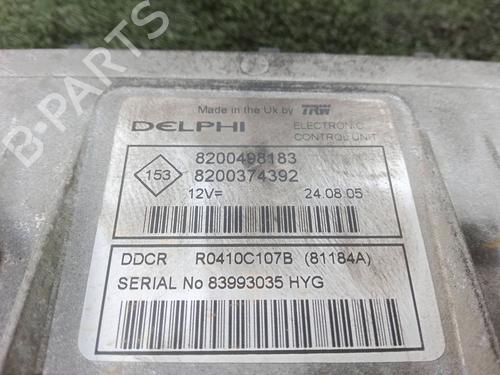 B-PARTS
Made in the Uk by TRW
DELPHI
ELECTRONIC
CONTROL UNIT
153
8200498183
8200374392
12V=
24.08.05
DDCR R0410C107B (81184A)
SERIAL No 83993035 HYG